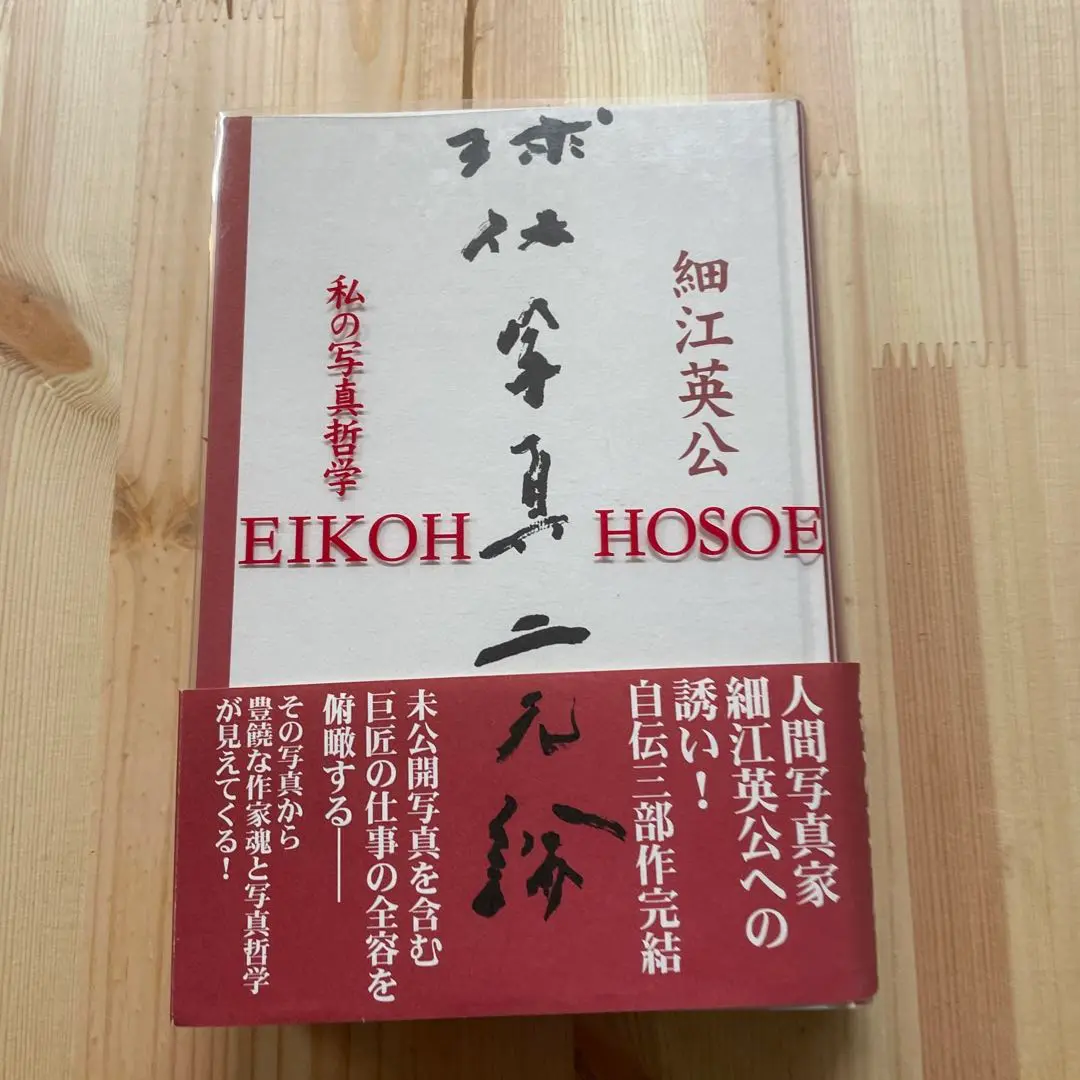 細江英公
球体写真二元論
私の写真哲学
EIKOH HOSOE
人間写真家
細江英公への
誘い!
自伝三部作完結
未公開写真を含む
巨匠の仕事の全容を
俯瞰する——
その写真から
豊饒な作家魂と写真哲学
が見えてくる!